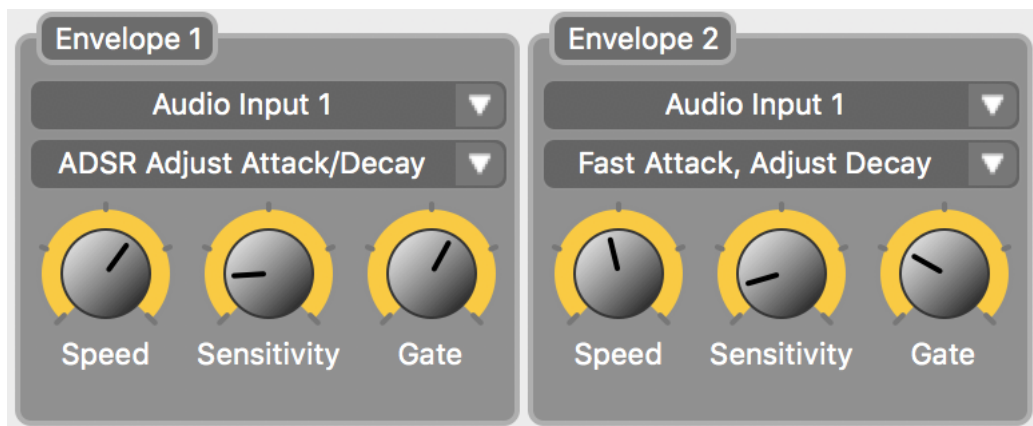 Envelope 1
Audio Input 1
ADSR Adjust Attack/Decay
Speed Sensitivity Gate
Envelope 2
Audio Input 1
Fast Attack, Adjust Decay
Speed Sensitivity Gate